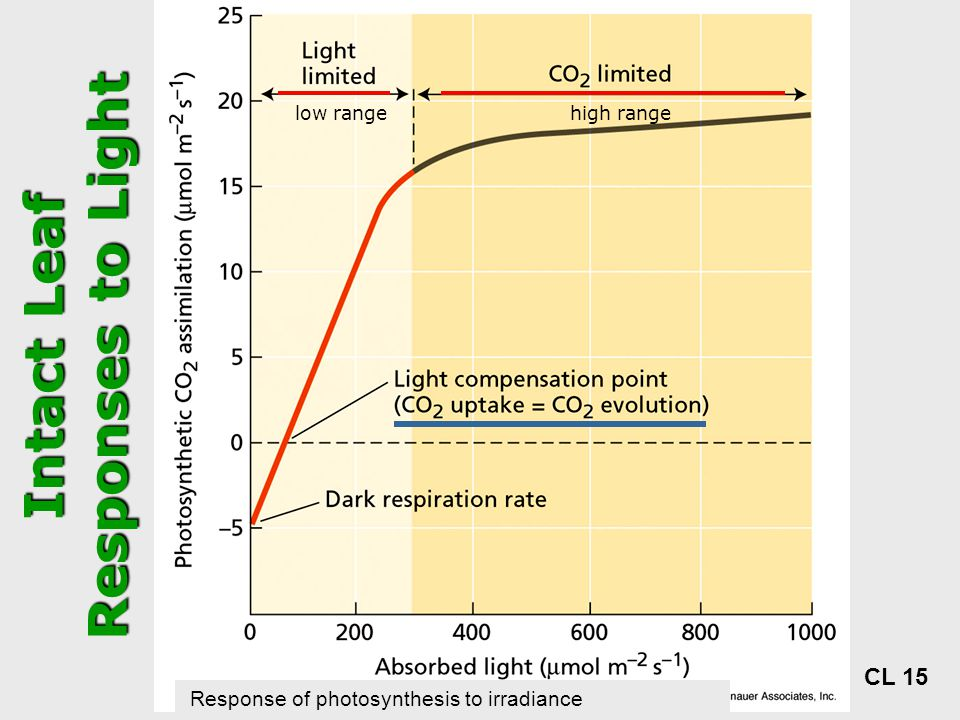 Intact Leaf
Responses to Light
25
20
15
10
5
0
–5
Photosynthetic CO₂ assimilation (µmol m⁻² s⁻¹)
Light
limited
low range
CO₂ limited
high range
Light compensation point
(CO₂ uptake = CO₂ evolution)
Dark respiration rate
0 200 400 600 800 1000
Absorbed light (µmol m⁻² s⁻¹)
Response of photosynthesis to irradiance
Associates, Inc.
CL 15